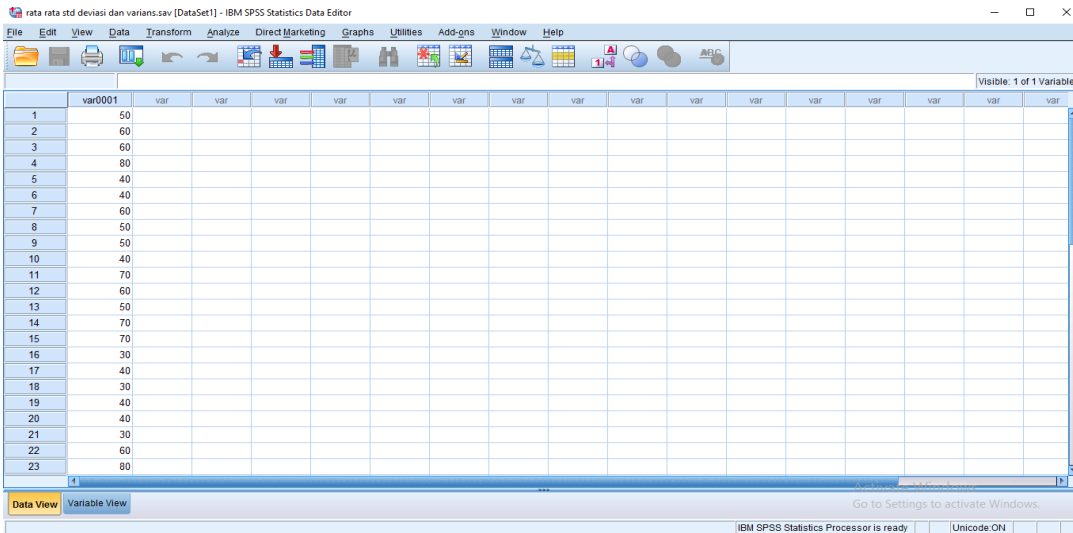 rata rata std deviasi dan varians.sav [DataSet1] - IBM SPSS Statistics Data Editor
File Edit View Data Transform Analyze Direct Marketing Graphs Utilities Add-ons Window Help
A 1 ABC
Visible: 1 of 1 Variable
var0001 var var var var var var var var var var var var var var var var
1 50
2 60
3 60
4 80
5 40
6 40
7 60
8 50
9 50
10 40
11 70
12 60
13 50
14 70
15 70
16 30
17 40
18 30
19 40
20 40
21 30
22 60
23 80
Activate Windows
Data View Variable View
Go to Settings to activate Windows.
IBM SPSS Statistics Processor is ready Unicode:ON